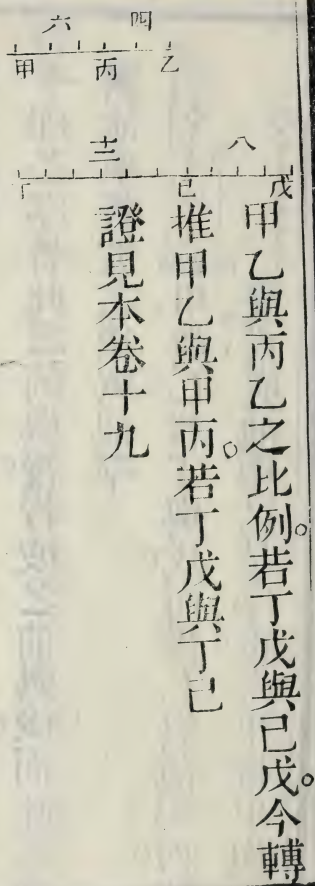 甲乙與丙乙之比例。若丁戊與己戊。今轉
推甲乙與甲丙。若丁戊與丁己
證見本卷十九
四
六
乙
丙
甲
八
戊
己
丁